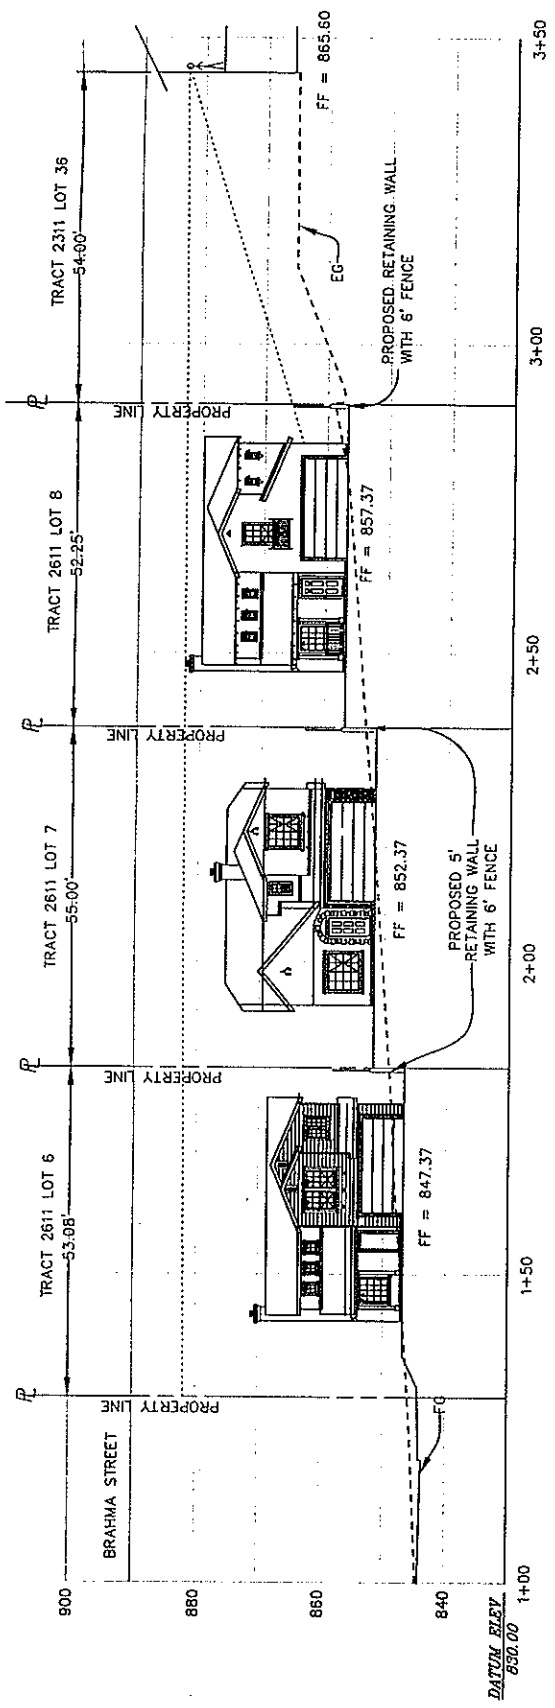 TRACT 2611 LOT 6
53.08'
TRACT 2611 LOT 7
55.00'
TRACT 2611 LOT 8
52.25'
TRACT 2311 LOT 36
54.00'
PL
PL
PL
PL
BRAHMA STREET
PROPERTY LINE
PROPERTY LINE
PROPERTY LINE
PROPERTY LINE
900
880
860
840
DATUM ELEV
830.00
FG
FF = 847.37
FF = 852.37
FF = 857.37
FF = 865.60
EG
PROPOSED 5'
RETAINING WALL
WITH 6' FENCE
PROPOSED RETAINING WALL
WITH 6' FENCE
1+00
1+50
2+00
2+50
3+00
3+50